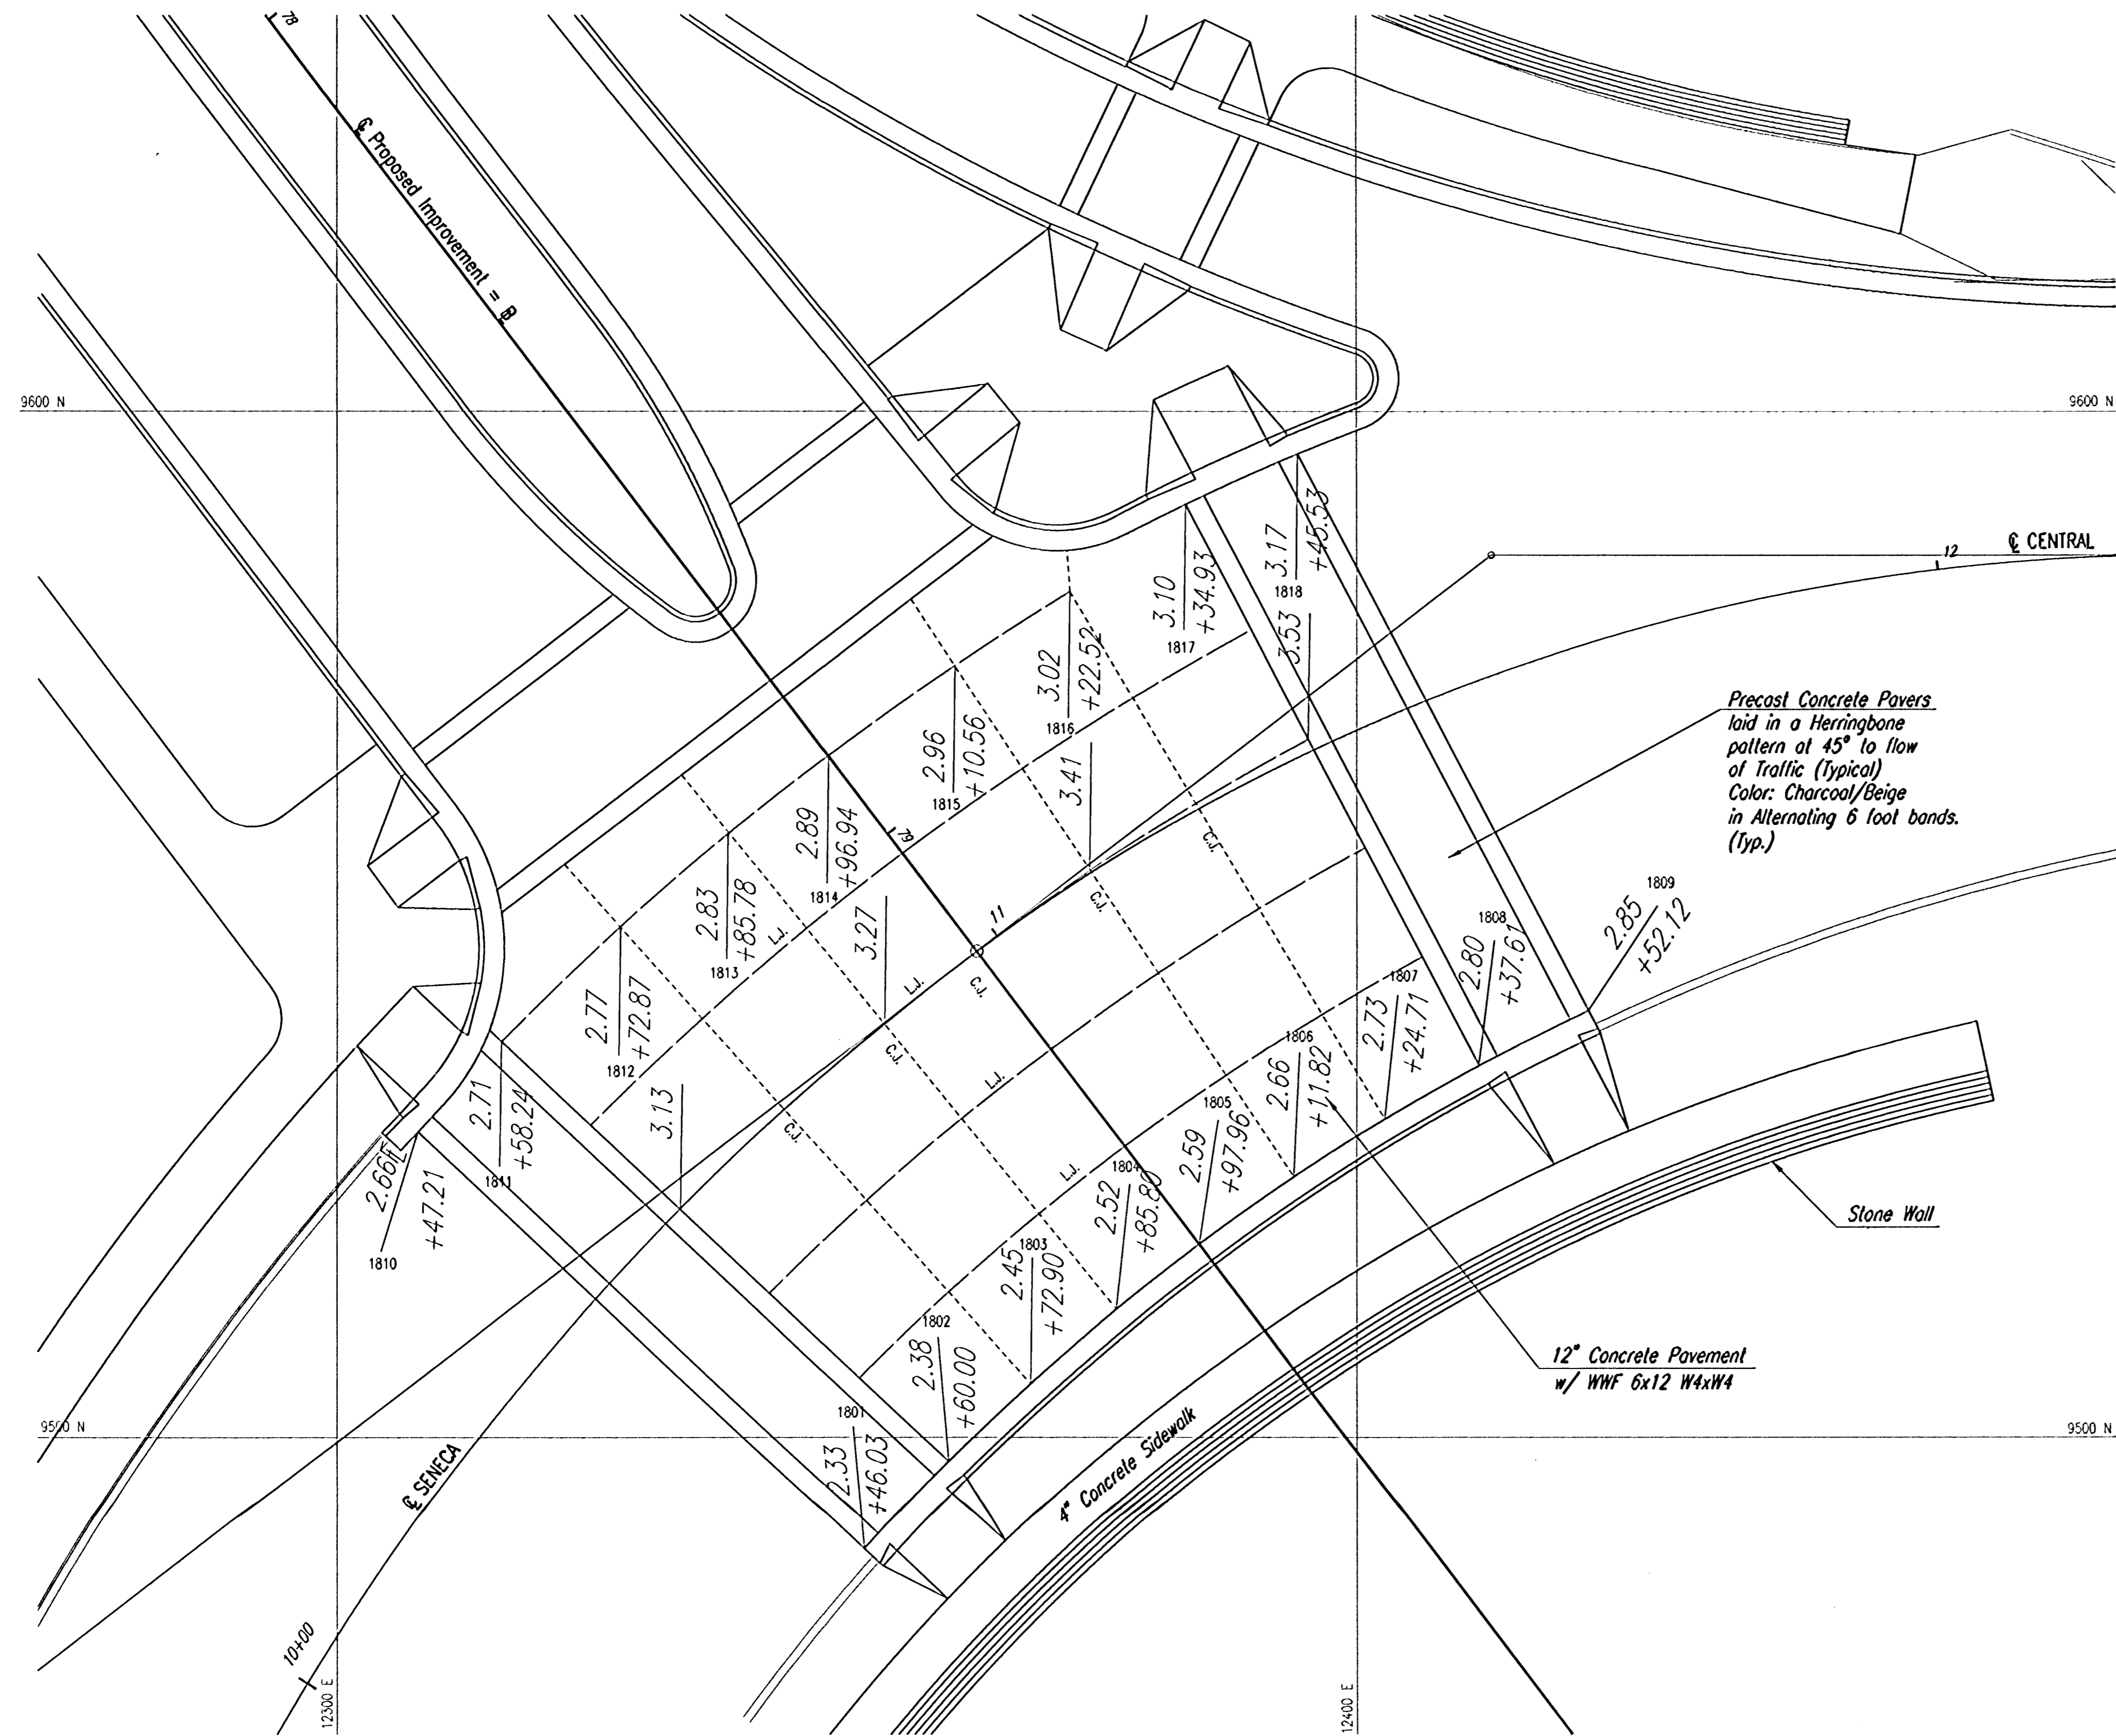 78
℄ Proposed Improvement = ℔
9600 N
9600 N
℄ CENTRAL
12
3.17
+45.53
1818
3.10
+34.93
1817
3.53
3.02
+22.52
1816
2.96
+10.56
1815
3.41
2.89
+96.94
1814
79
2.83
+85.78
1813
3.27
2.77
+72.87
1812
3.13
2.71
+58.24
1811
+47.21
1810
L.J.
L.J.
L.J.
L.J.
C.J.
C.J.
C.J.
C.J.
C.J.
11
Precast Concrete Pavers
laid in a Herringbone
pattern at 45° to flow
of Traffic (Typical)
Color: Charcoal/Beige
in Alternating 6 foot bands.
(Typ.)
1809
2.85
+52.12
1808
2.80
+37.61
1807
2.73
+24.71
1806
2.66
+11.82
1805
2.59
+97.96
1804
2.52
+85.80
1803
2.45
+72.90
1802
2.38
+60.00
1801
2.33
+46.03
Stone Wall
12" Concrete Pavement
w/ WWF 6x12 W4xW4
4" Concrete Sidewalk
9500 N
9500 N
℄ SENECA
10+00
12300 E
12400 E